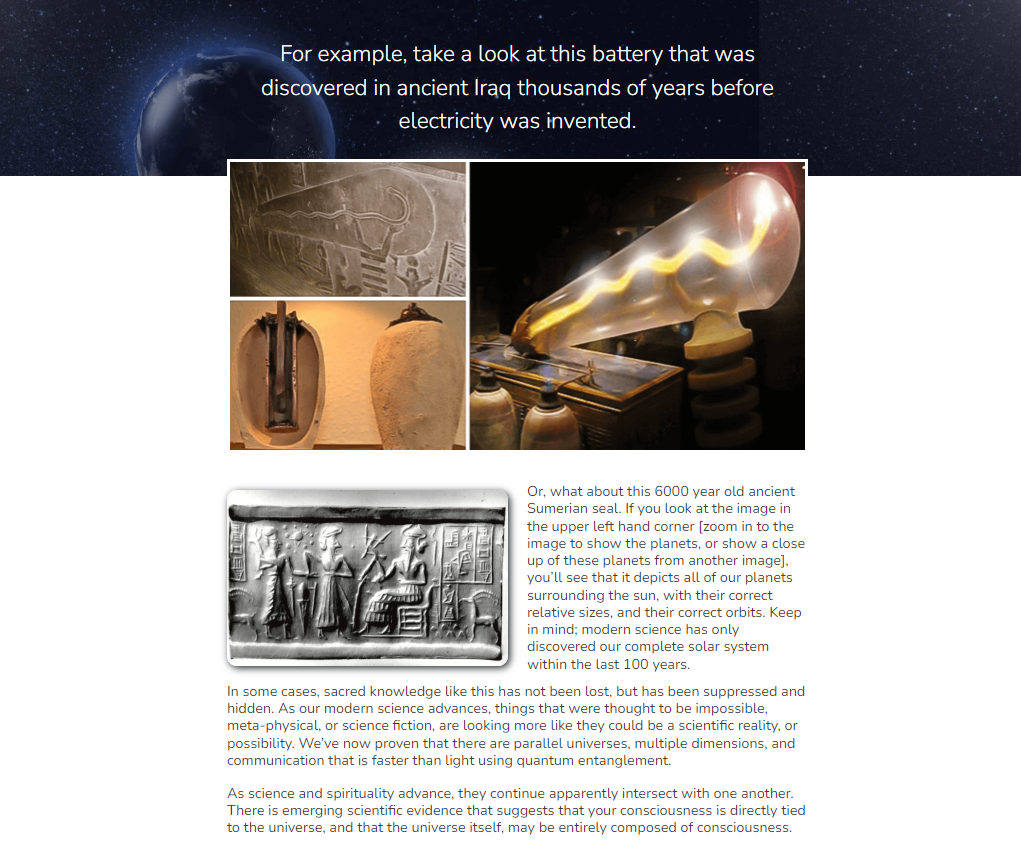 For example, take a look at this battery that was
discovered in ancient Iraq thousands of years before
electricity was invented.
Or, what about this 6000 year old ancient
Sumerian seal. If you look at the image in
the upper left hand corner [zoom in to the
image to show the planets, or show a close
up of these planets from another image],
you'll see that it depicts all of our planets
surrounding the sun, with their correct
relative sizes, and their correct orbits. Keep
in mind; modern science has only
discovered our complete solar system
within the last 100 years.
In some cases, sacred knowledge like this has not been lost, but has been suppressed and
hidden. As our modern science advances, things that were thought to be impossible,
meta-physical, or science fiction, are looking more like they could be a scientific reality, or
possibility. We've now proven that there are parallel universes, multiple dimensions, and
communication that is faster than light using quantum entanglement.
As science and spirituality advance, they continue apparently intersect with one another.
There is emerging scientific evidence that suggests that your consciousness is directly tied
to the universe, and that the universe itself, may be entirely composed of consciousness.